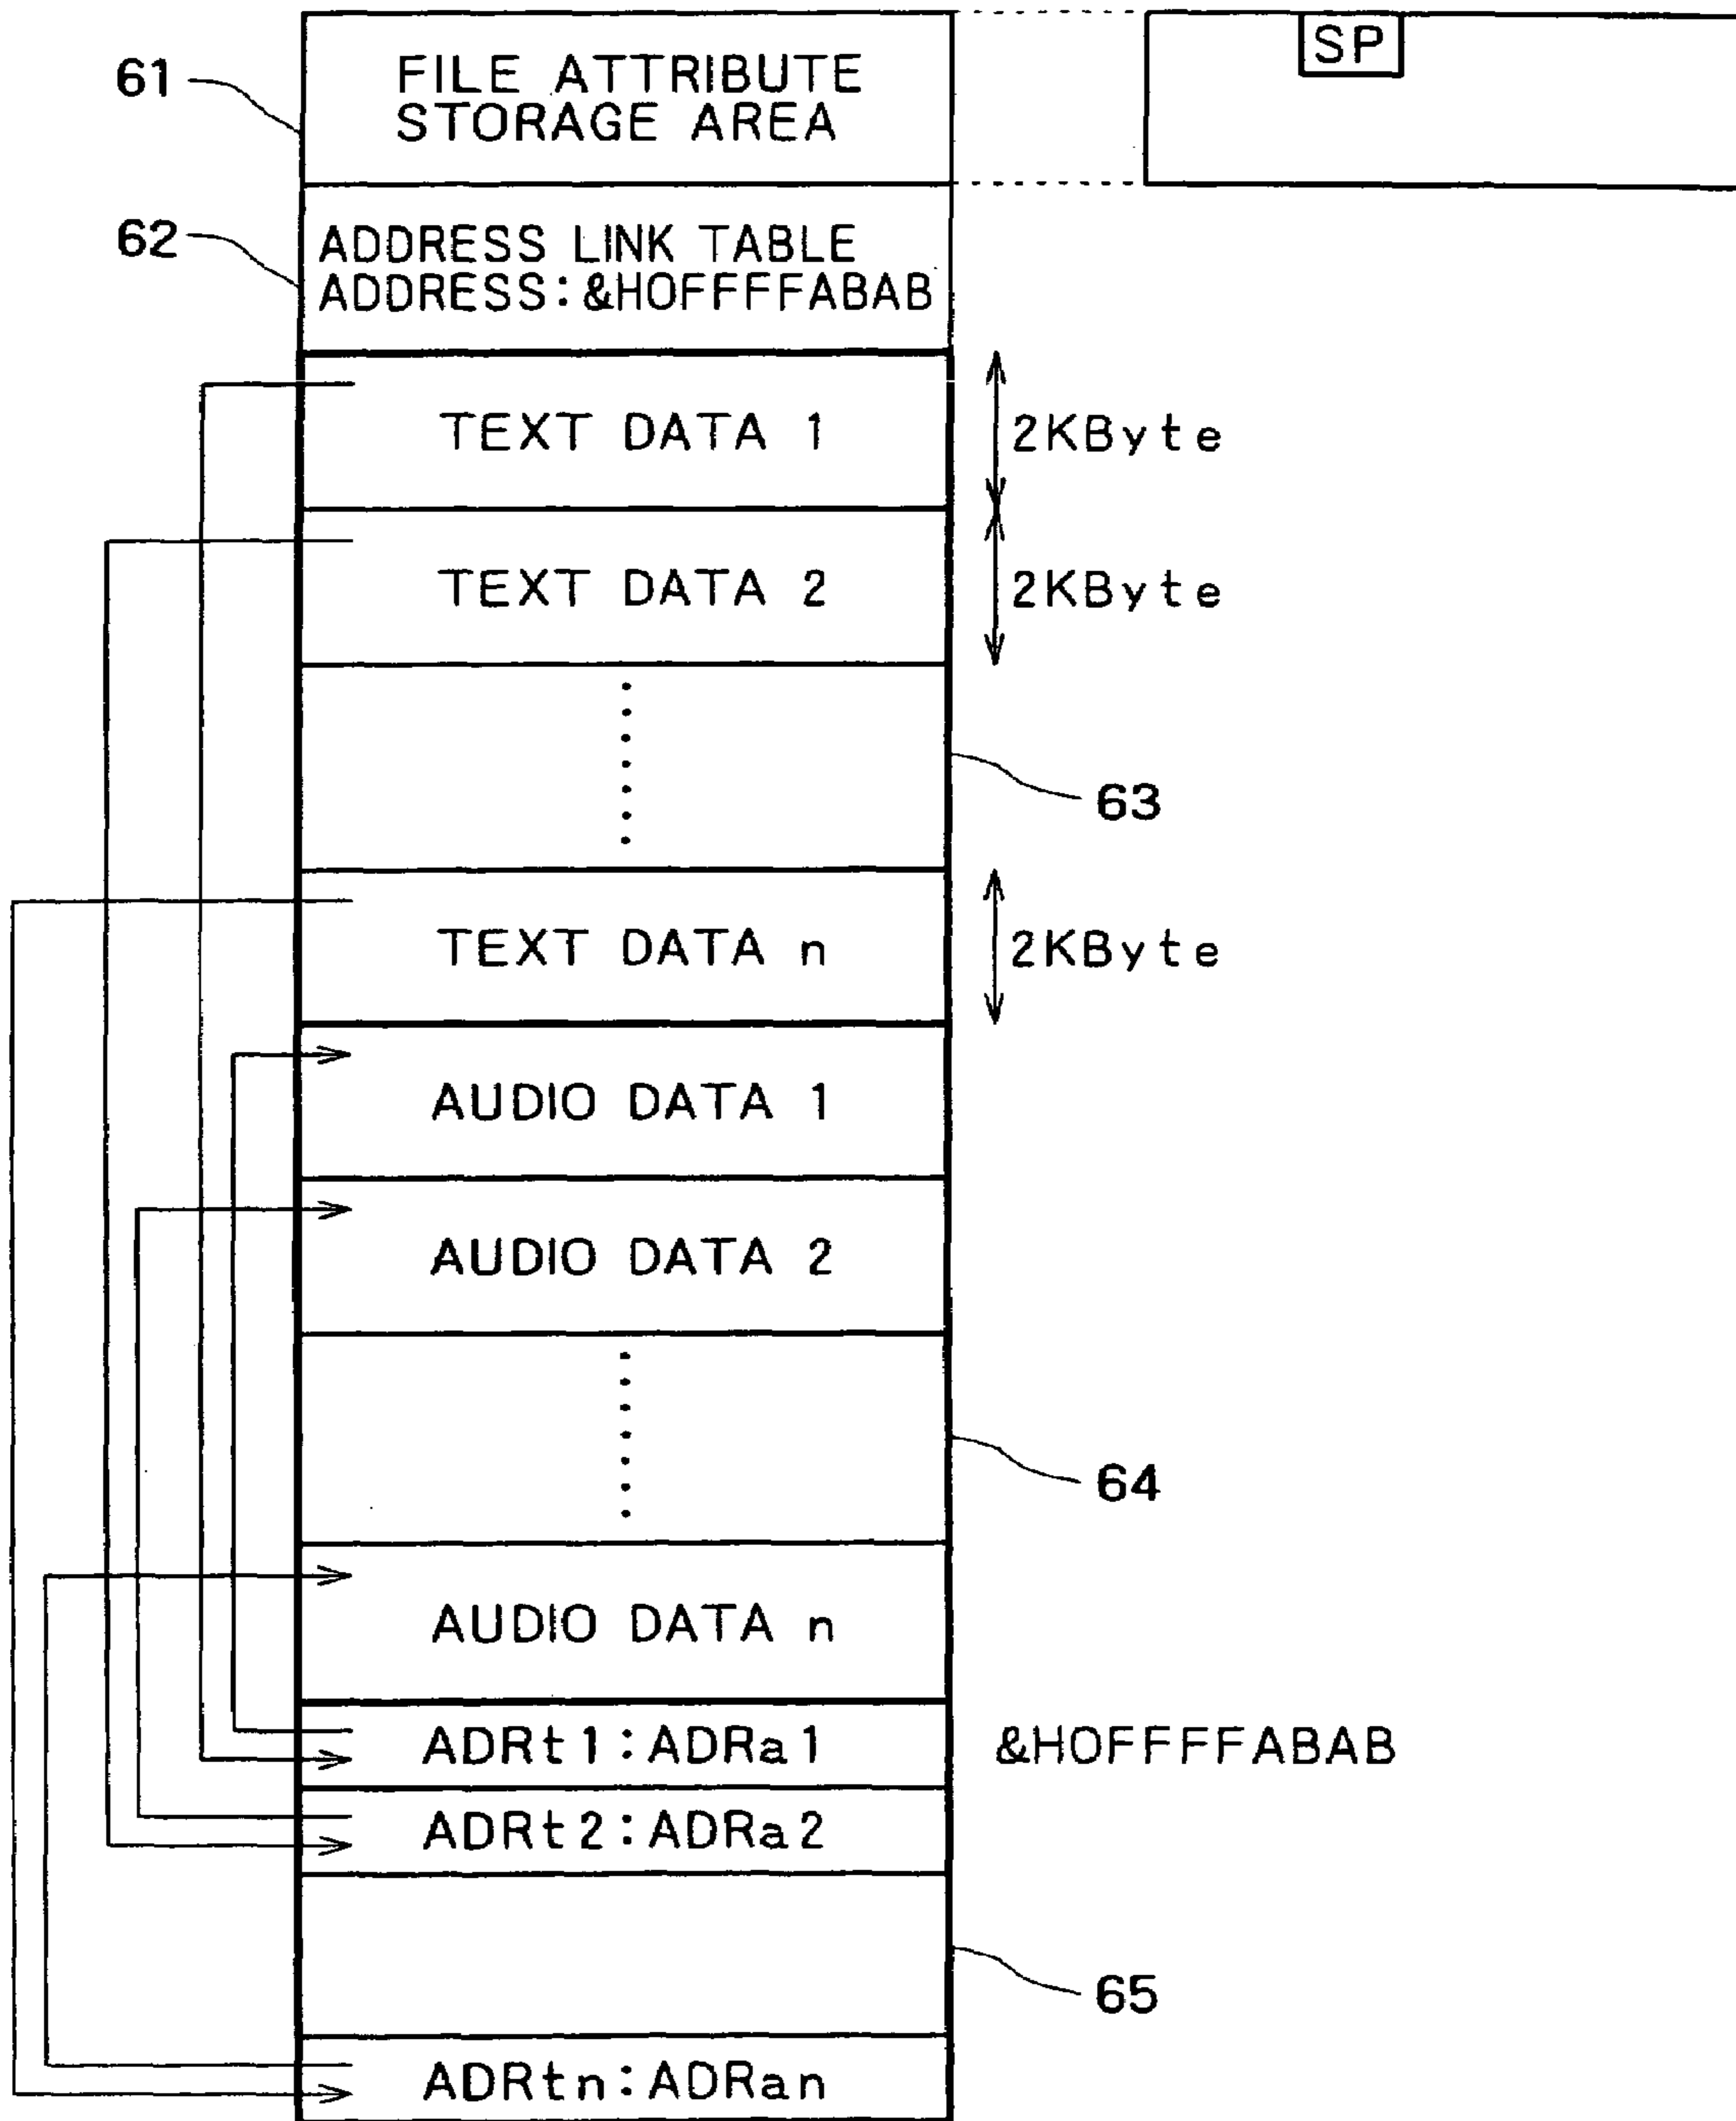 61
FILE ATTRIBUTE
STORAGE AREA
SP
62
ADDRESS LINK TABLE
ADDRESS:&HOFFFFABAB
TEXT DATA 1
2KByte
TEXT DATA 2
2KByte
63
TEXT DATA n
2KByte
AUDIO DATA 1
AUDIO DATA 2
64
AUDIO DATA n
ADRt1:ADRa1
&HOFFFFABAB
ADRt2:ADRa2
65
ADRtn:ADRan